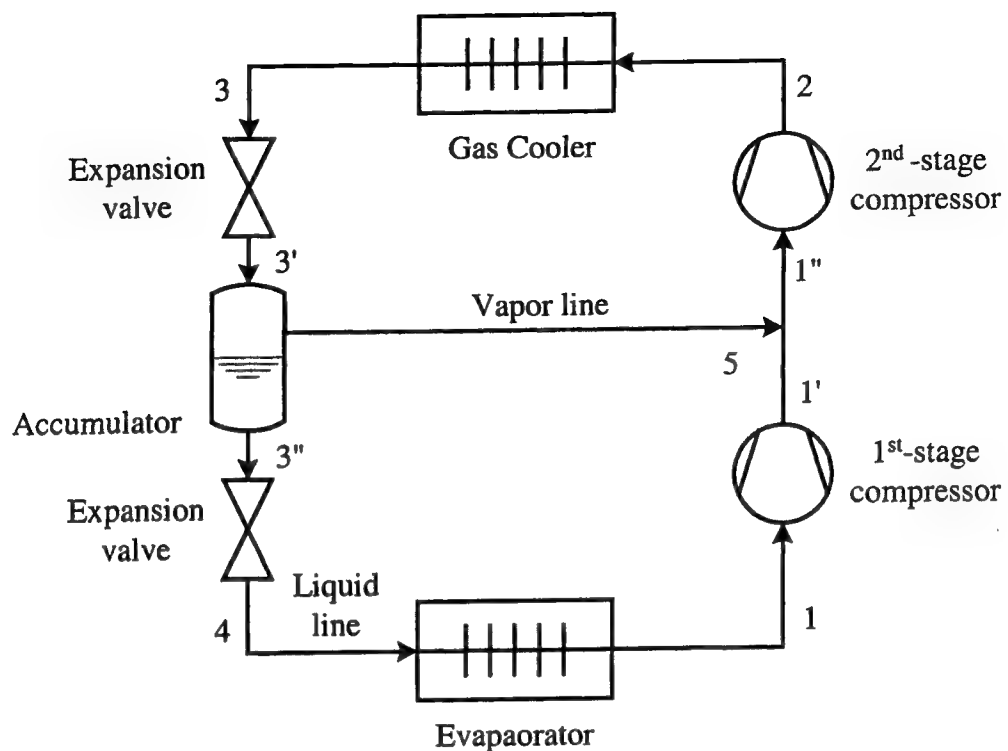 3
2
Gas Cooler
Expansion
valve
2nd -stage
compressor
3'
1"
Vapor line
5
1'
Accumulator
3"
1st-stage
compressor
Expansion
valve
Liquid
line
4
1
Evapaorator